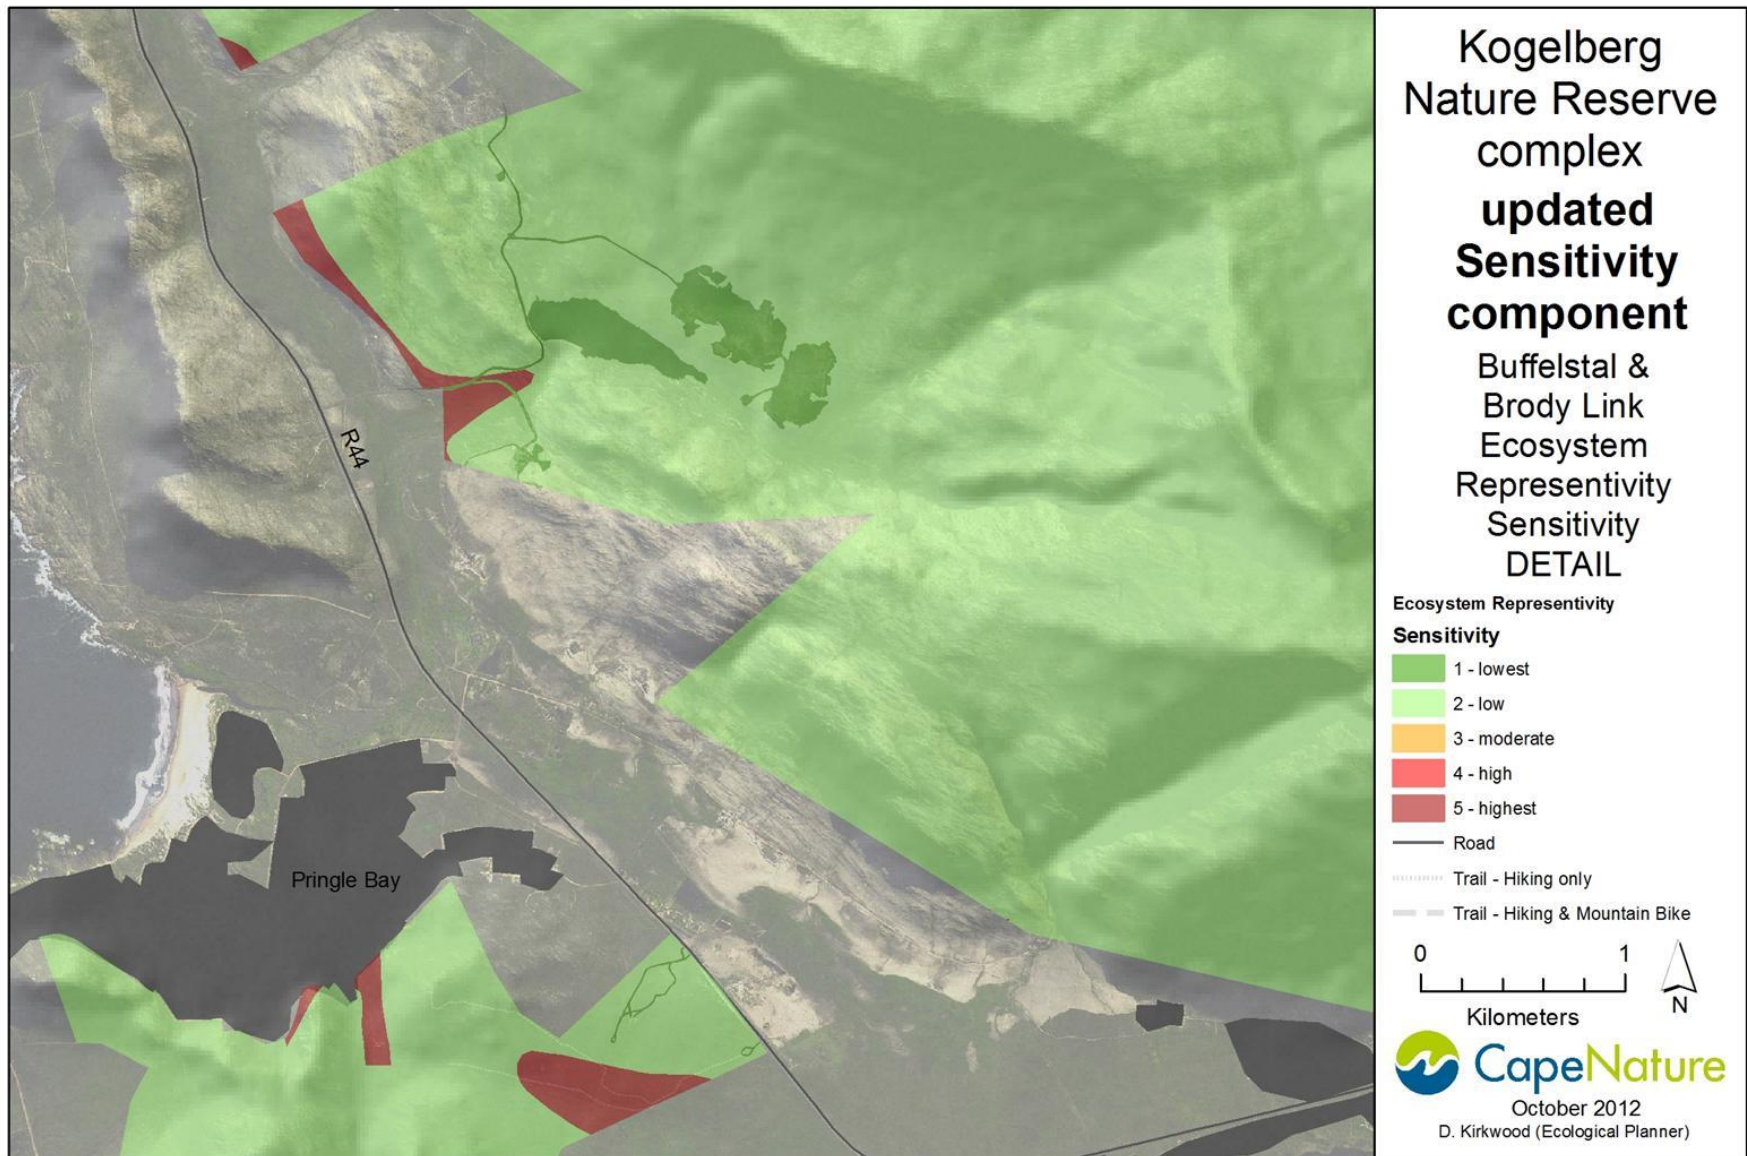 Kogelberg
Nature Reserve
complex
updated
Sensitivity
component
Buffelstal &
Brody Link
Ecosystem
Representivity
Sensitivity
DETAIL
Ecosystem Representivity
Sensitivity
1 - lowest
2 - low
3 - moderate
4 - high
5 - highest
Road
Trail - Hiking only
Trail - Hiking & Mountain Bike
0 1
Kilometers
N
CapeNature
October 2012
D. Kirkwood (Ecological Planner)
R44
Pringle Bay